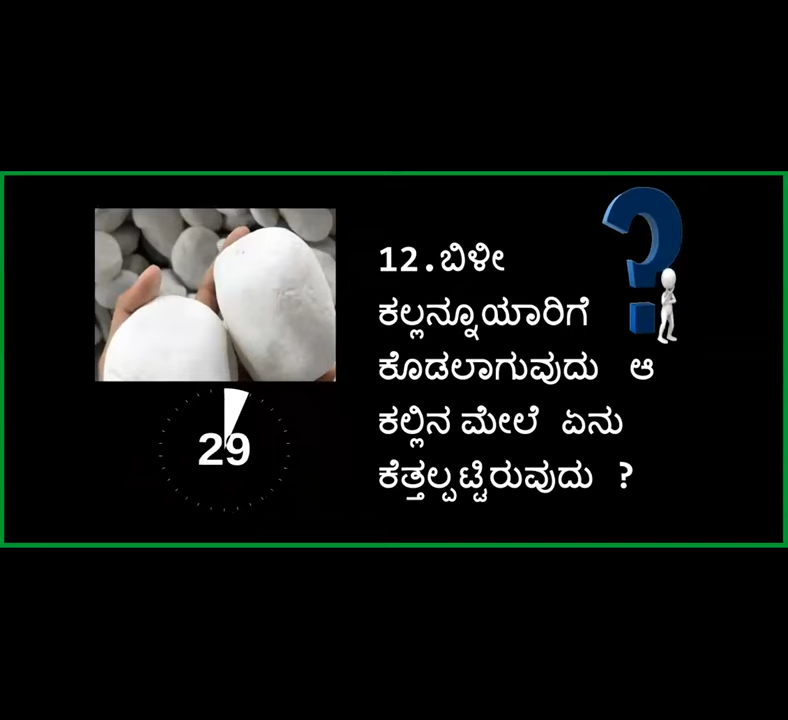 12.ಬಿಳೀ
ಕಲ್ಲನ್ನೂಯಾರಿಗೆ
ಕೊಡಲಾಗುವುದು ಆ
ಕಲ್ಲಿನ ಮೇಲೆ ಏನು
ಕೆತ್ತಲ್ಪಟ್ಟಿರುವುದು ?
29